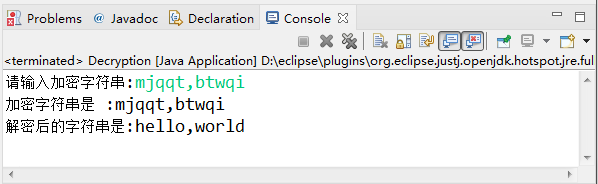 Problems @ Javadoc Declaration Console
<terminated> Decryption [Java Application] D:\eclipse\plugins\org.eclipse.justj.openjdk.hotspot.jre.ful
请输入加密字符串:mjqqt,btwqi
加密字符串是 :mjqqt,btwqi
解密后的字符串是:hello,world